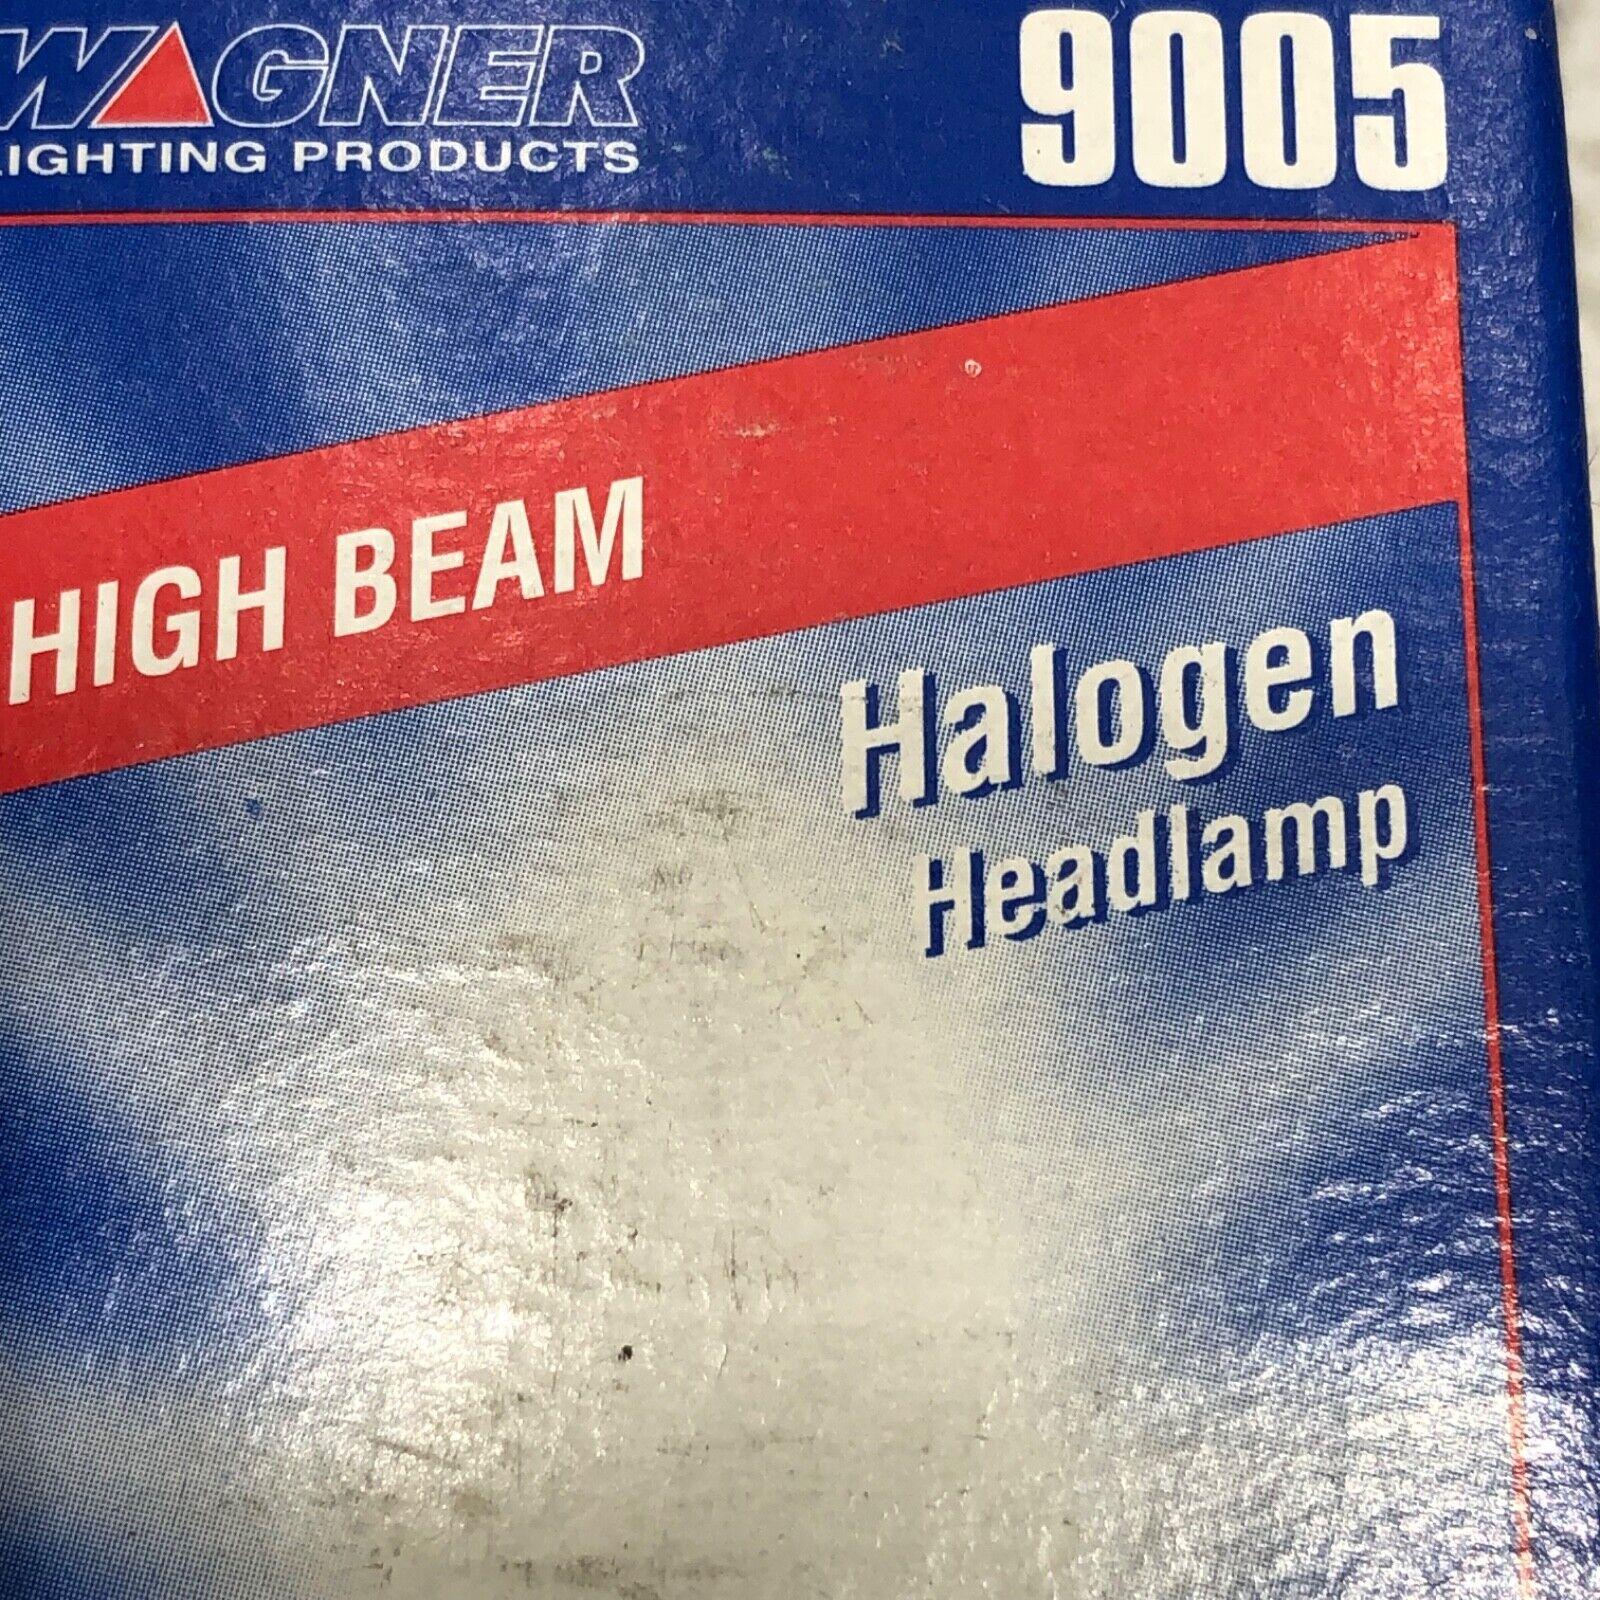 WAGNER
LIGHTING PRODUCTS
9005
HIGH BEAM
Halogen
Headlamp